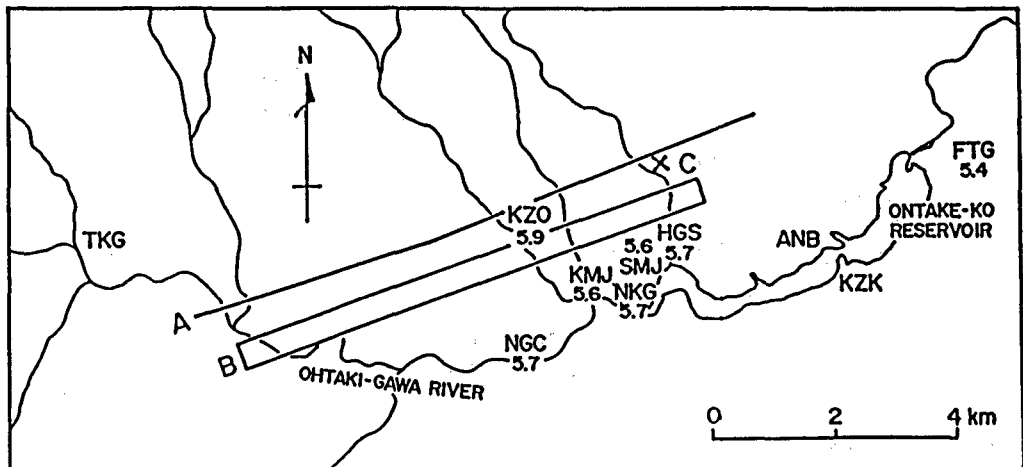 N
FTG
5.4
C
KZO
5.9
ONTAKE-KO
RESERVOIR
TKG
ANB
HGS
5.6
5.7
SMJ
KMJ
KZK
5.6
NKG
5.7
A
NGC
5.7
B
OHTAKI-GAWA RIVER
0 2 4 km